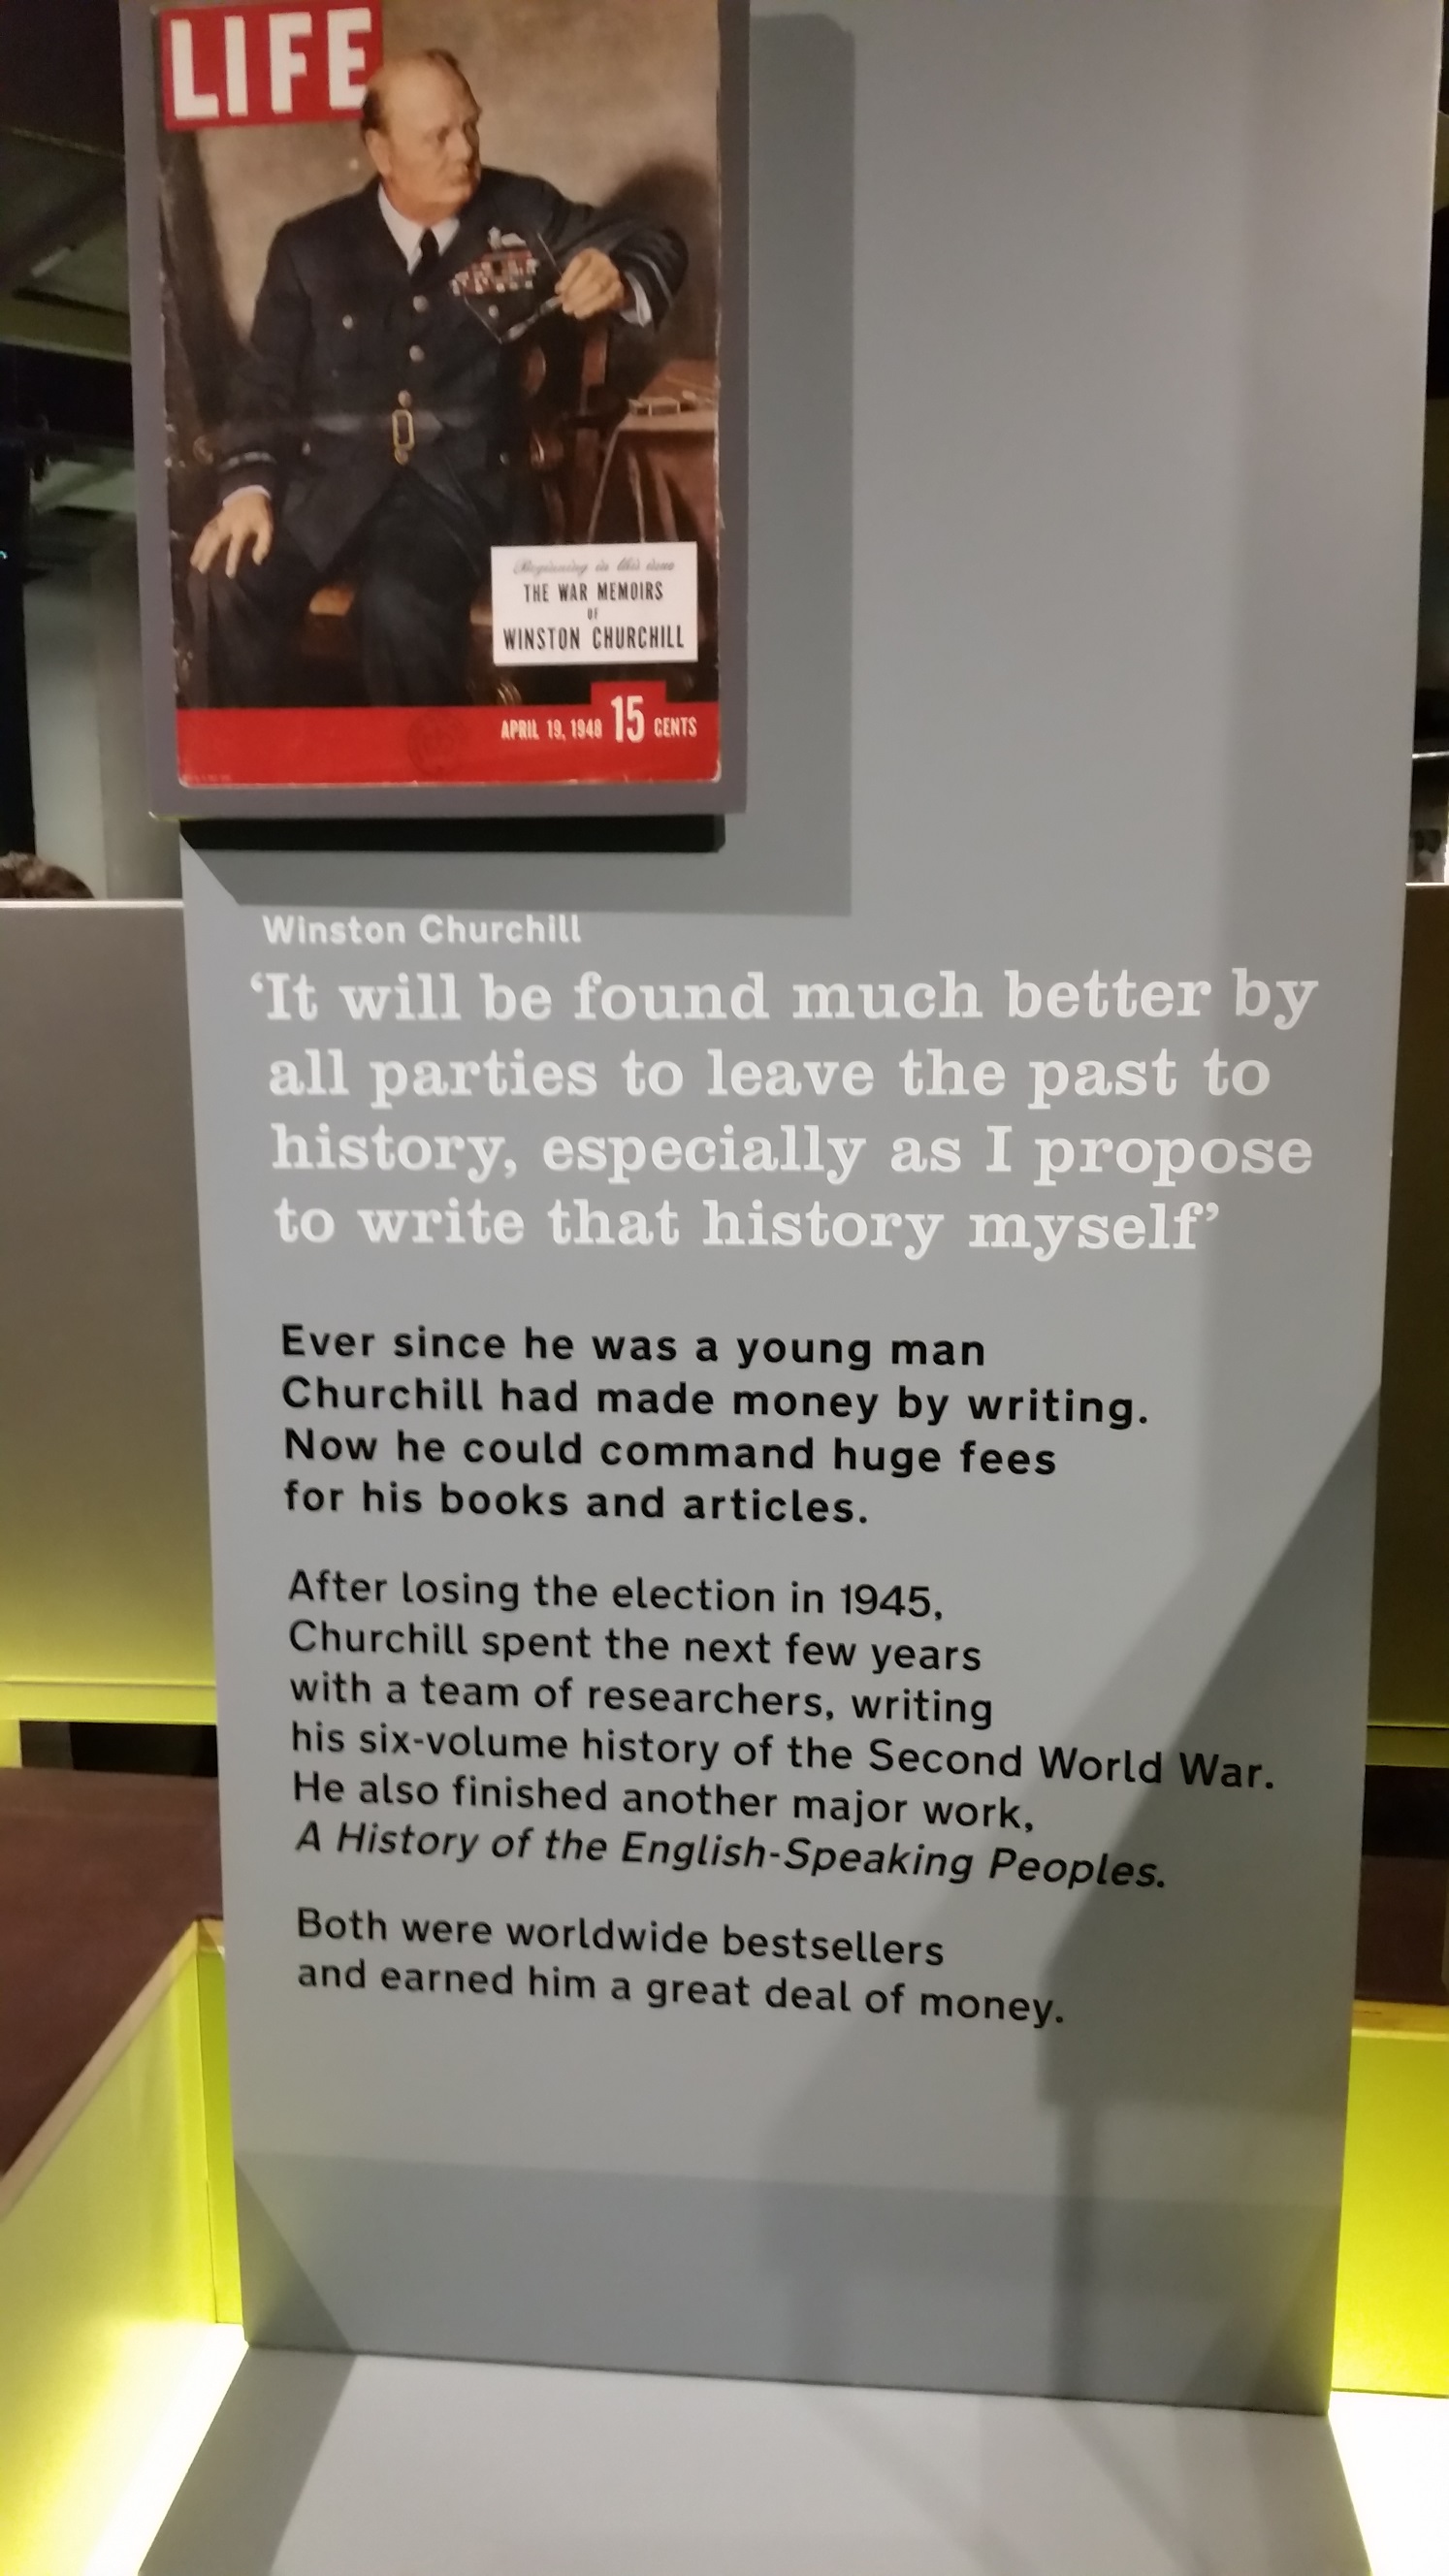 LIFE
Beginning in this issue
THE WAR MEMOIRS
OF
WINSTON CHURCHILL
APRIL 19, 1948 15 CENTS
Winston Churchill
‘It will be found much better by
all parties to leave the past to
history, especially as I propose
to write that history myself’
Ever since he was a young man
Churchill had made money by writing.
Now he could command huge fees
for his books and articles.
After losing the election in 1945,
Churchill spent the next few years
with a team of researchers, writing
his six-volume history of the Second World War.
He also finished another major work,
A History of the English-Speaking Peoples.
Both were worldwide bestsellers
and earned him a great deal of money.